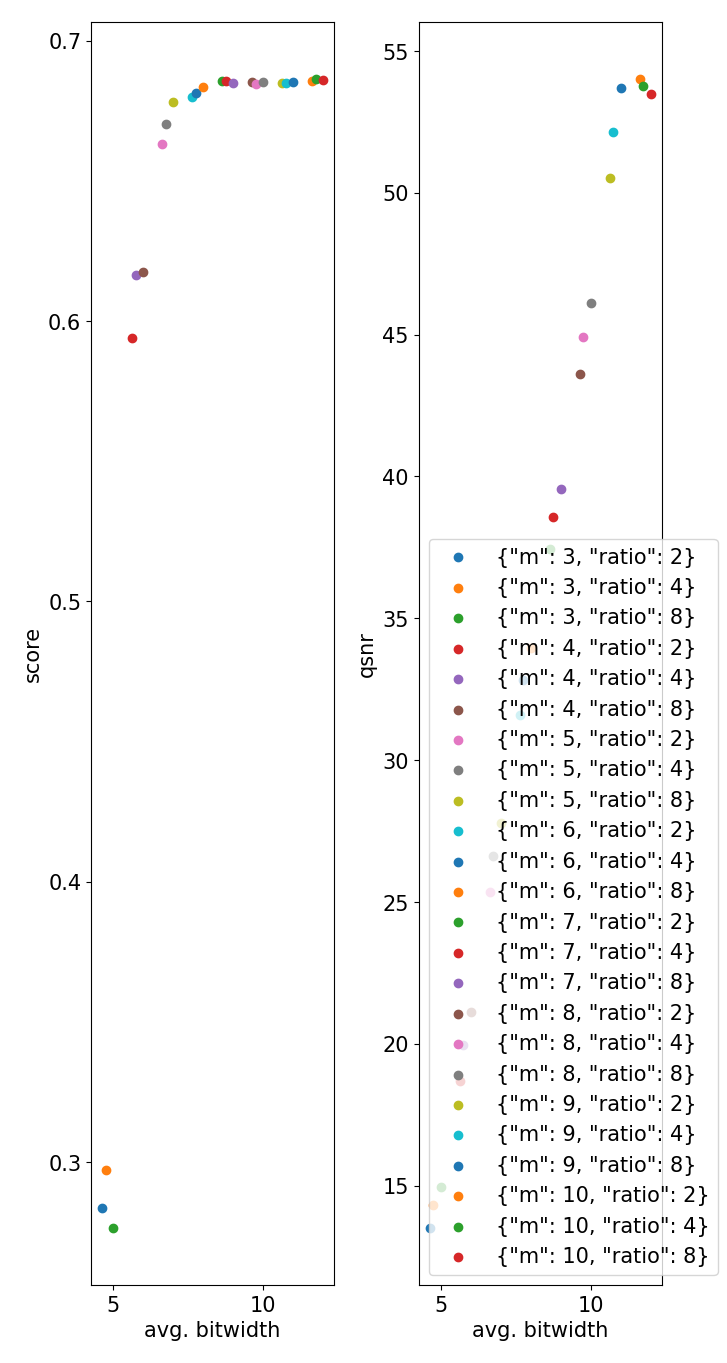 0.7
0.6
0.5
0.4
0.3
score
5
10
avg. bitwidth
55
50
45
40
35
30
25
20
15
qsnr
5
10
avg. bitwidth
{"m": 3, "ratio": 2}
{"m": 3, "ratio": 4}
{"m": 3, "ratio": 8}
{"m": 4, "ratio": 2}
{"m": 4, "ratio": 4}
{"m": 4, "ratio": 8}
{"m": 5, "ratio": 2}
{"m": 5, "ratio": 4}
{"m": 5, "ratio": 8}
{"m": 6, "ratio": 2}
{"m": 6, "ratio": 4}
{"m": 6, "ratio": 8}
{"m": 7, "ratio": 2}
{"m": 7, "ratio": 4}
{"m": 7, "ratio": 8}
{"m": 8, "ratio": 2}
{"m": 8, "ratio": 4}
{"m": 8, "ratio": 8}
{"m": 9, "ratio": 2}
{"m": 9, "ratio": 4}
{"m": 9, "ratio": 8}
{"m": 10, "ratio": 2}
{"m": 10, "ratio": 4}
{"m": 10, "ratio": 8}